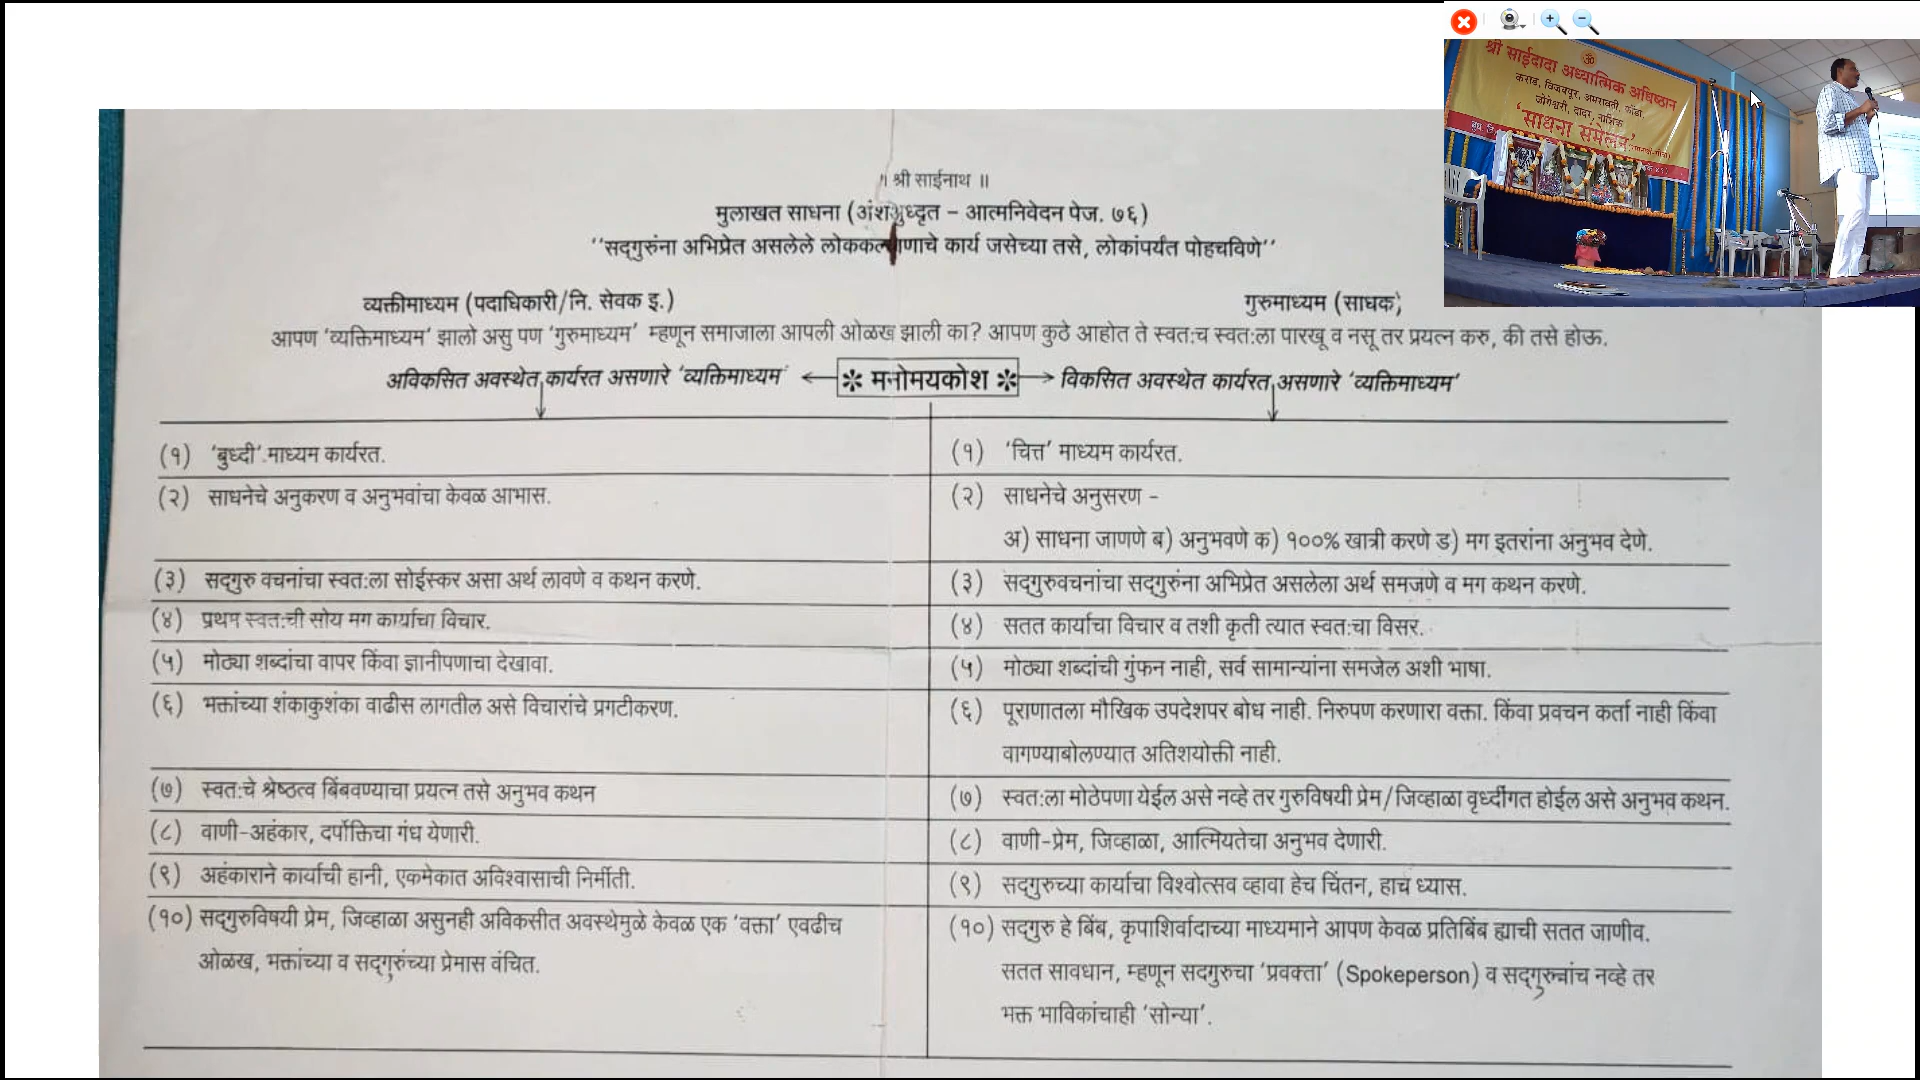 श्री साईदादा अध्यात्मिक अधिष्ठान
कराड, विजयपूर, अमरावती, फोंडा,
जोगेश्वरी, दादर, नाशिक
'साधना संमेलन'
॥ श्री साईनाथ ॥
मुलाखत साधना (अंशउध्दृत – आत्मनिवेदन पेज. ७६)
''सद्‌गुरुंना अभिप्रेत असलेले लोककल्याणाचे कार्य जसेच्या तसे, लोकांपर्यंत पोहचविणे''
व्यक्तीमाध्यम (पदाधिकारी/नि. सेवक इ.) गुरुमाध्यम (साधक)
आपण 'व्यक्तिमाध्यम' झालो असु पण 'गुरुमाध्यम' म्हणून समाजाला आपली ओळख झाली का? आपण कुठे आहोत ते स्वत:च स्वत:ला पारखू व नसू तर प्रयत्न करु, की तसे होऊ.
अविकसित अवस्थेत कार्यरत असणारे 'व्यक्तिमाध्यम' ← ✻ मनोमयकोश ✻ → विकसित अवस्थेत कार्यरत असणारे 'व्यक्तिमाध्यम'
(१) 'बुध्दी' माध्यम कार्यरत.
(२) साधनेचे अनुकरण व अनुभवांचा केवळ आभास.
(३) सद्‌गुरु वचनांचा स्वत:ला सोईस्कर असा अर्थ लावणे व कथन करणे.
(४) प्रथम स्वत:ची सोय मग कार्याचा विचार.
(५) मोठ्या शब्दांचा वापर किंवा ज्ञानीपणाचा देखावा.
(६) भक्तांच्या शंकाकुशंका वाढीस लागतील असे विचारांचे प्रगटीकरण.
(७) स्वत:चे श्रेष्ठत्व बिंबवण्याचा प्रयत्न तसे अनुभव कथन
(८) वाणी-अहंकार, दर्पोक्तिचा गंध येणारी.
(९) अहंकाराने कार्याची हानी, एकमेकात अविश्वासाची निर्मीती.
(१०) सद्‌गुरुविषयी प्रेम, जिव्हाळा असुनही अविकसीत अवस्थेमुळे केवळ एक 'वक्ता' एवढीच
ओळख, भक्तांच्या व सद्‌गुरुंच्या प्रेमास वंचित.
(१) 'चित्त' माध्यम कार्यरत.
(२) साधनेचे अनुसरण –
अ) साधना जाणणे ब) अनुभवणे क) १००% खात्री करणे ड) मग इतरांना अनुभव देणे.
(३) सद्‌गुरुवचनांचा सद्‌गुरुंना अभिप्रेत असलेला अर्थ समजणे व मग कथन करणे.
(४) सतत कार्याचा विचार व तशी कृती त्यात स्वत:चा विसर.
(५) मोठ्या शब्दांची गुंफन नाही, सर्व सामान्यांना समजेल अशी भाषा.
(६) पूराणातला मौखिक उपदेशपर बोध नाही. निरुपण करणारा वक्ता. किंवा प्रवचन कर्ता नाही किंवा
वागण्याबोलण्यात अतिशयोक्ती नाही.
(७) स्वत:ला मोठेपणा येईल असे नव्हे तर गुरुविषयी प्रेम/जिव्हाळा वृध्दींगत होईल असे अनुभव कथन.
(८) वाणी-प्रेम, जिव्हाळा, आत्मियतेचा अनुभव देणारी.
(९) सद्‌गुरुच्या कार्याचा विश्वोत्सव व्हावा हेच चिंतन, हाच ध्यास.
(१०) सद्‌गुरु हे बिंब, कृपाशिर्वादाच्या माध्यमाने आपण केवळ प्रतिबिंब ह्याची सतत जाणीव.
सतत सावधान, म्हणून सदगुरुचा 'प्रवक्ता' (Spokeperson) व सद्‌गुरुंचाच नव्हे तर
भक्त भाविकांचाही 'सोन्या'.